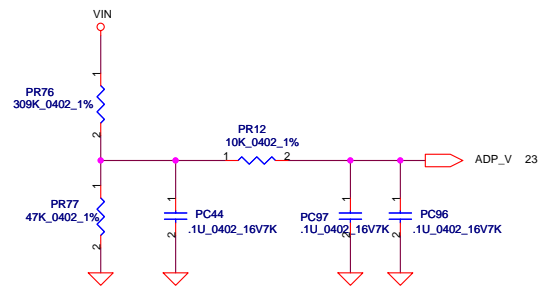 VIN
1
PR76
309K_0402_1%
2
PR12
10K_0402_1%
1 2
ADP_V 23
1
PR77
47K_0402_1%
2
1
PC44
.1U_0402_16V7K
2
1
PC97
.1U_0402_16V7K
2
1
PC96
.1U_0402_16V7K
2